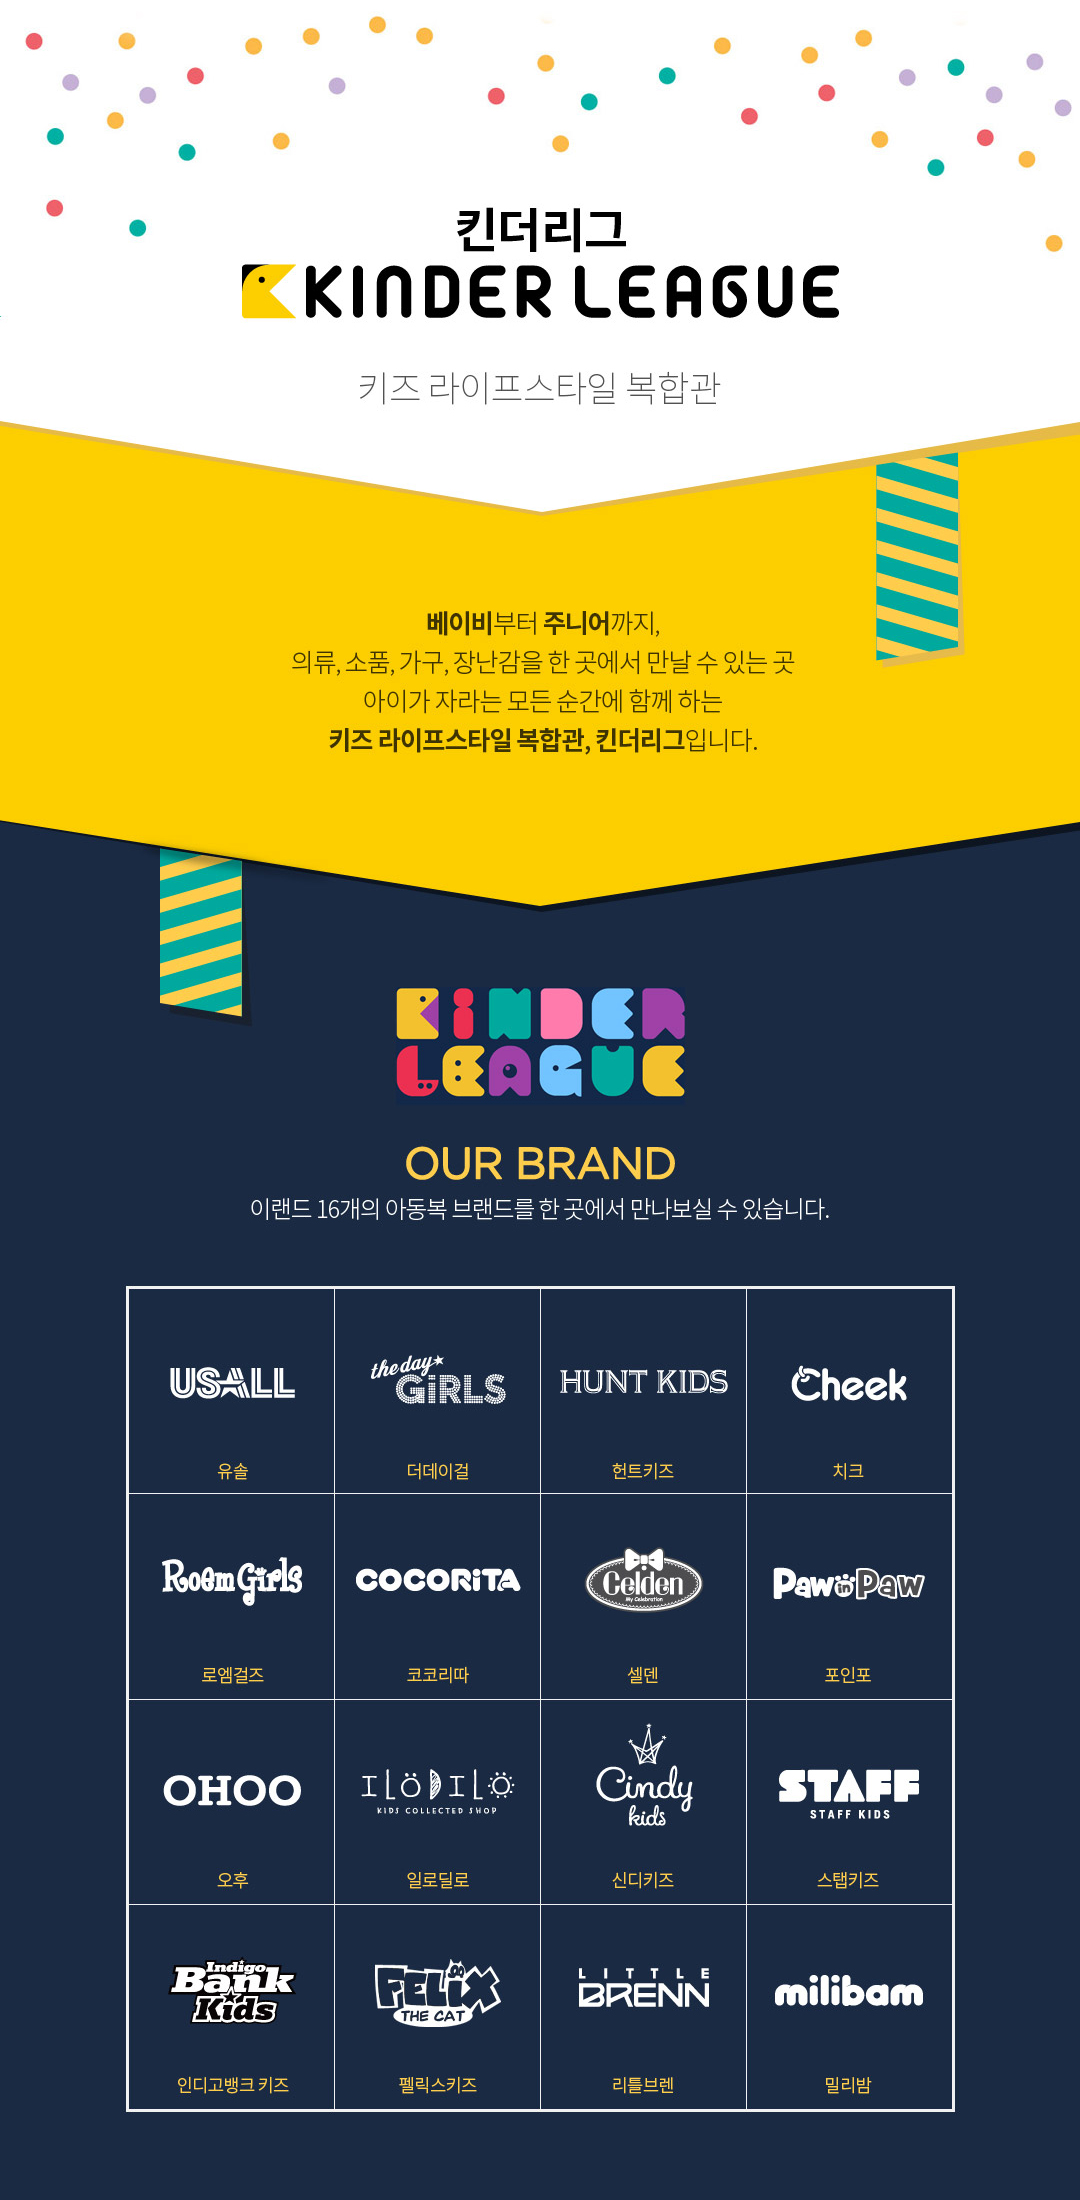 킨더리그
KINDER LEAGUE
키즈 라이프스타일 복합관
베이비부터 주니어까지,
의류, 소품, 가구, 장난감을 한 곳에서 만날 수 있는 곳
아이가 자라는 모든 순간에 함께 하는
키즈 라이프스타일 복합관, 킨더리그입니다.
KiNDER
LEAGUE
OUR BRAND
이랜드 16개의 아동복 브랜드를 한 곳에서 만나보실 수 있습니다.
USALL
유솔
the day
GiRLS
더데이걸
HUNT KIDS
헌트키즈
Cheek
치크
Roem Girls
로엠걸즈
COCORiTA
코코리따
Celden
My Celebration
셀덴
Paw in Paw
포인포
OHOO
오후
ILÖDILO
KIDS COLLECTED SHOP
일로딜로
Cindy
kids
신디키즈
STAFF
STAFF KIDS
스탭키즈
Indigo
Bank
Kids
인디고뱅크 키즈
FELIX
THE CAT
펠릭스키즈
LITTLE
BRENN
리틀브렌
milibam
밀리밤